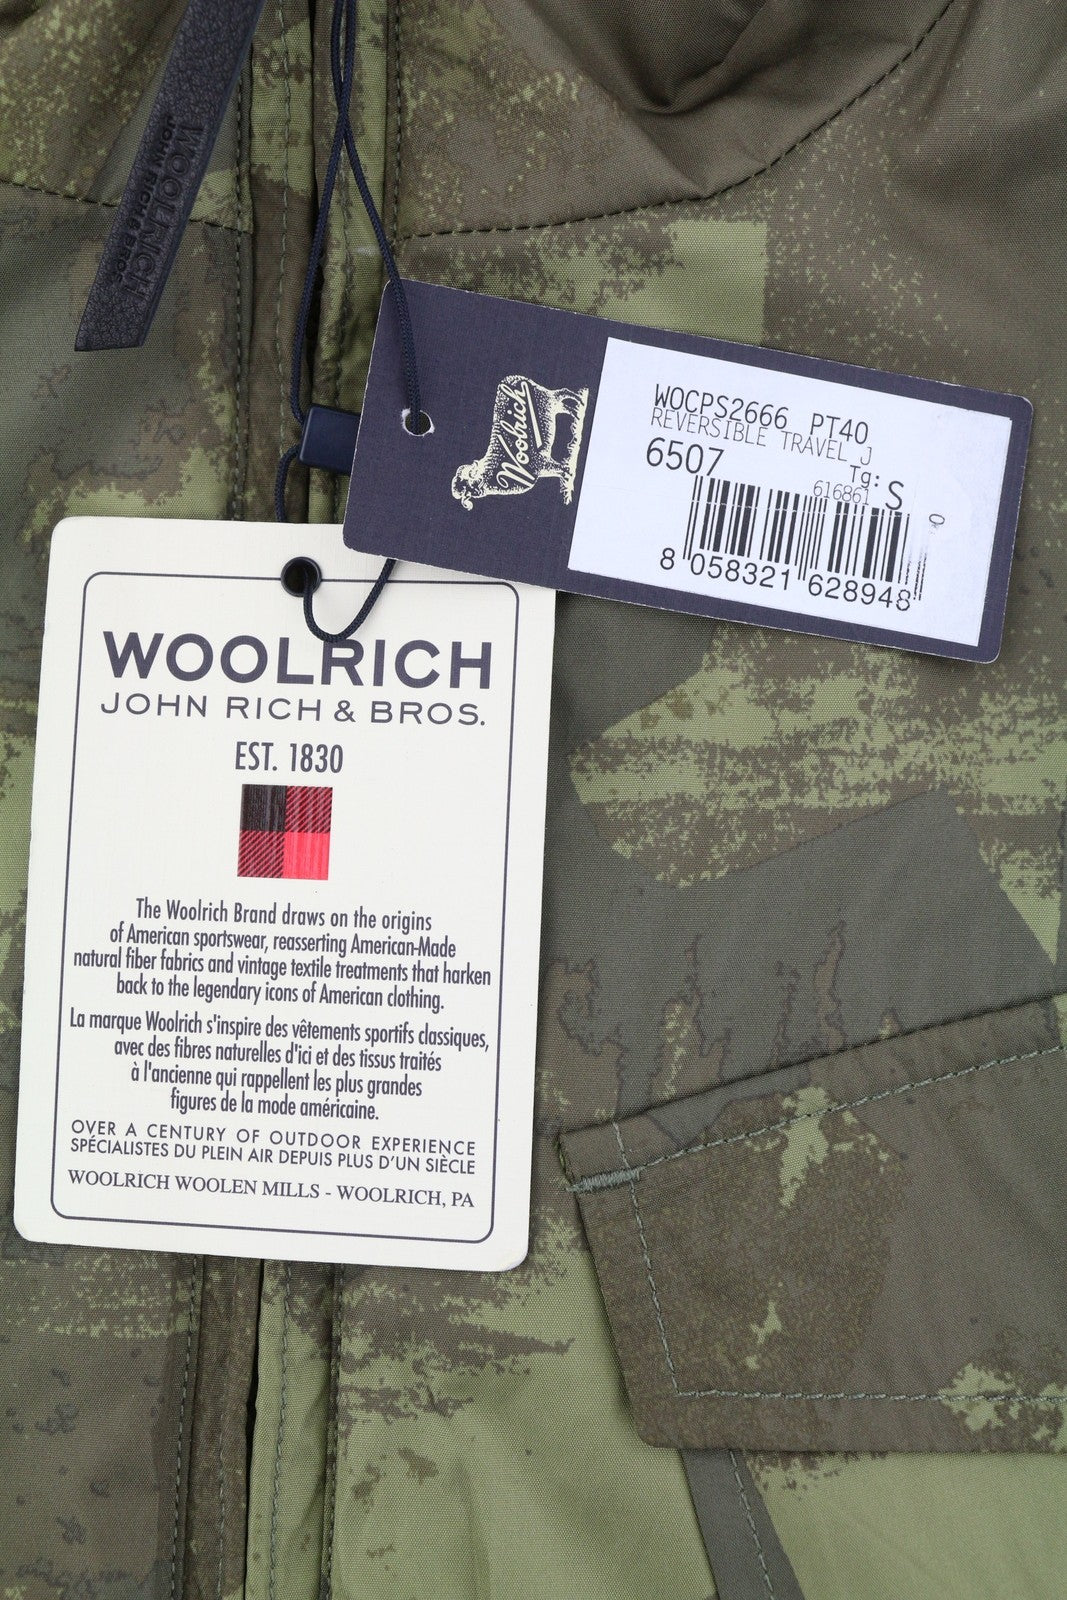 WOOLRICH
JOHN RICH & BROS.
Woolrich
WOCPS2666 PT40
REVERSIBLE TRAVEL J
6507
Tg: S
616861
0
8 058321 628948
WOOLRICH
JOHN RICH & BROS.
EST. 1830
The Woolrich Brand draws on the origins
of American sportswear, reasserting American-Made
natural fiber fabrics and vintage textile treatments that harken
back to the legendary icons of American clothing.
La marque Woolrich s'inspire des vêtements sportifs classiques,
avec des fibres naturelles d'ici et des tissus traités
à l'ancienne qui rappellent les plus grandes
figures de la mode américaine.
OVER A CENTURY OF OUTDOOR EXPERIENCE
SPÉCIALISTES DU PLEIN AIR DEPUIS PLUS D'UN SIÈCLE
WOOLRICH WOOLEN MILLS - WOOLRICH, PA